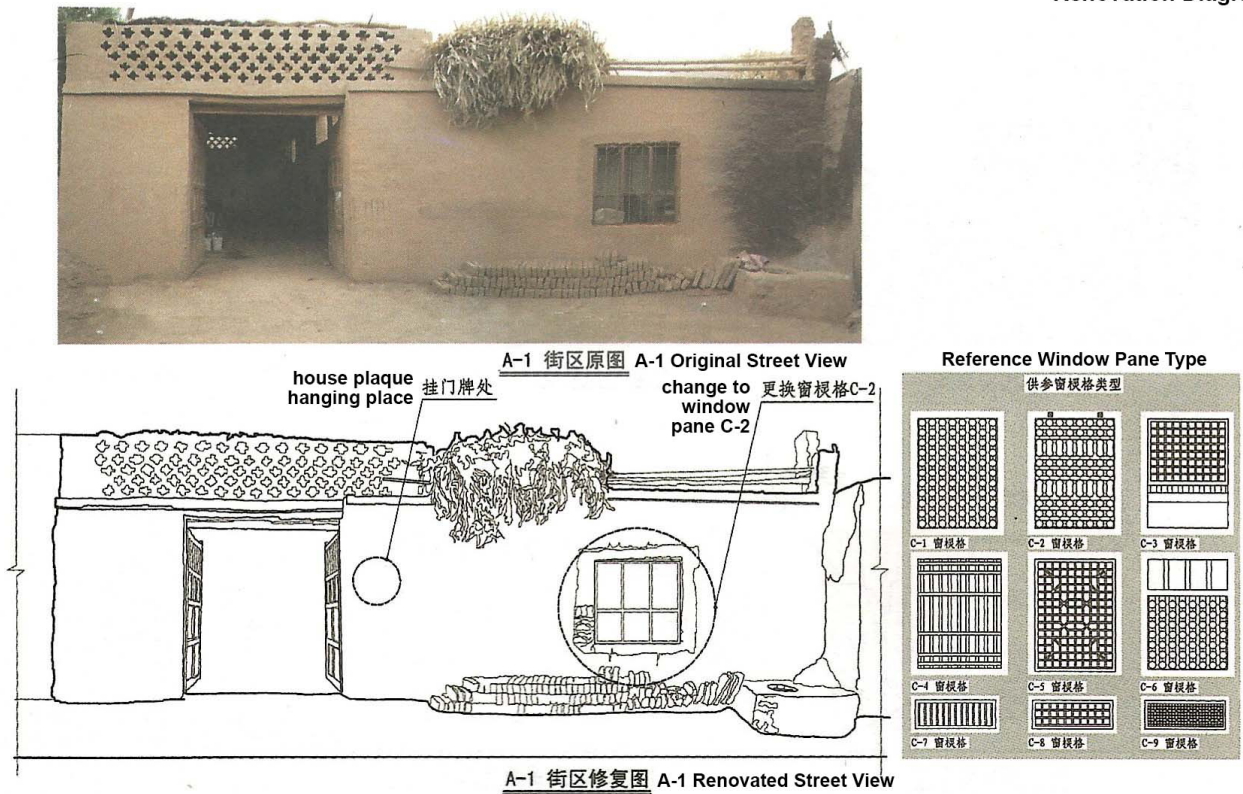 Renovation Diagr
A-1 街区原图 A-1 Original Street View
house plaque
hanging place
挂门牌处
change to
window
pane C-2
更换窗棂格C-2
Reference Window Pane Type
供参窗棂格类型
C-1 窗棂格
C-2 窗棂格
C-3 窗棂格
C-4 窗棂格
C-5 窗棂格
C-6 窗棂格
C-7 窗棂格
C-8 窗棂格
C-9 窗棂格
A-1 街区修复图 A-1 Renovated Street View